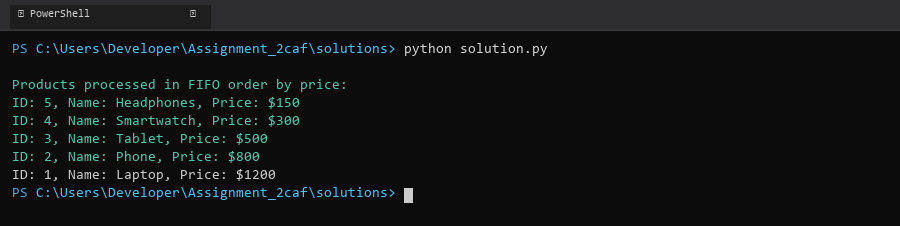 PowerShell
PS C:\Users\Developer\Assignment_2caf\solutions> python solution.py
Products processed in FIFO order by price:
ID: 5, Name: Headphones, Price: $150
ID: 4, Name: Smartwatch, Price: $300
ID: 3, Name: Tablet, Price: $500
ID: 2, Name: Phone, Price: $800
ID: 1, Name: Laptop, Price: $1200
PS C:\Users\Developer\Assignment_2caf\solutions>